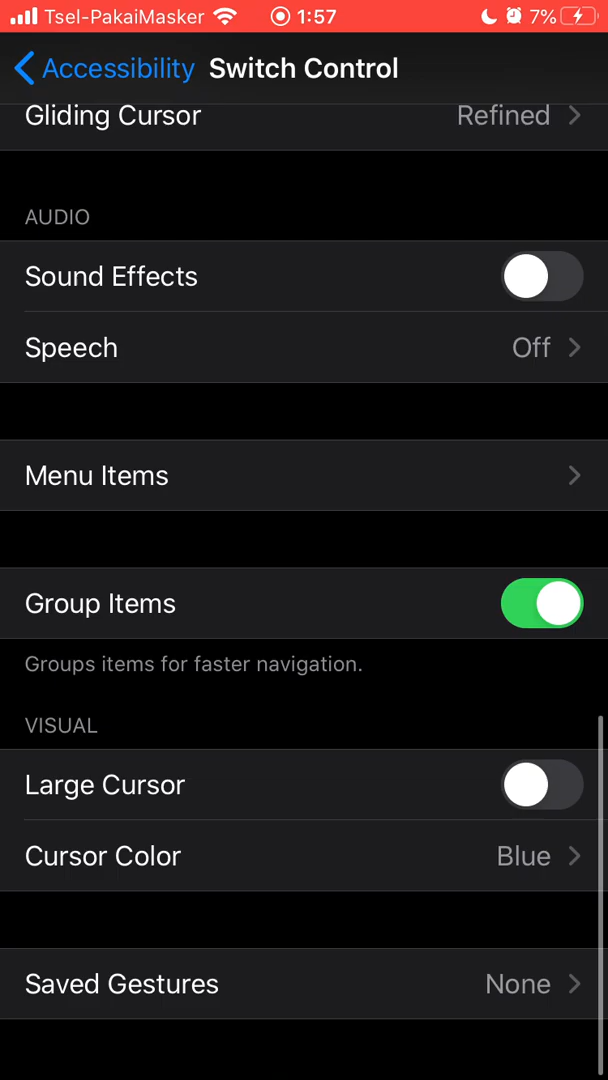 Tsel-PakaiMasker 1:57 7%
Accessibility Switch Control
Gliding Cursor Refined
AUDIO
Sound Effects
Speech Off
Menu Items
Group Items
Groups items for faster navigation.
VISUAL
Large Cursor
Cursor Color Blue
Saved Gestures None